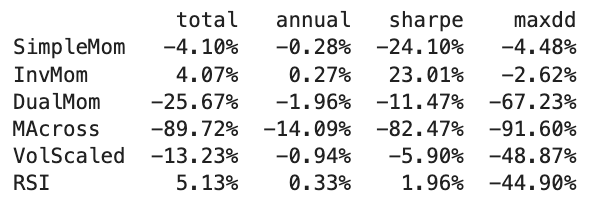 total annual sharpe maxdd
SimpleMom -4.10% -0.28% -24.10% -4.48%
InvMom 4.07% 0.27% 23.01% -2.62%
DualMom -25.67% -1.96% -11.47% -67.23%
MAcross -89.72% -14.09% -82.47% -91.60%
VolScaled -13.23% -0.94% -5.90% -48.87%
RSI 5.13% 0.33% 1.96% -44.90%